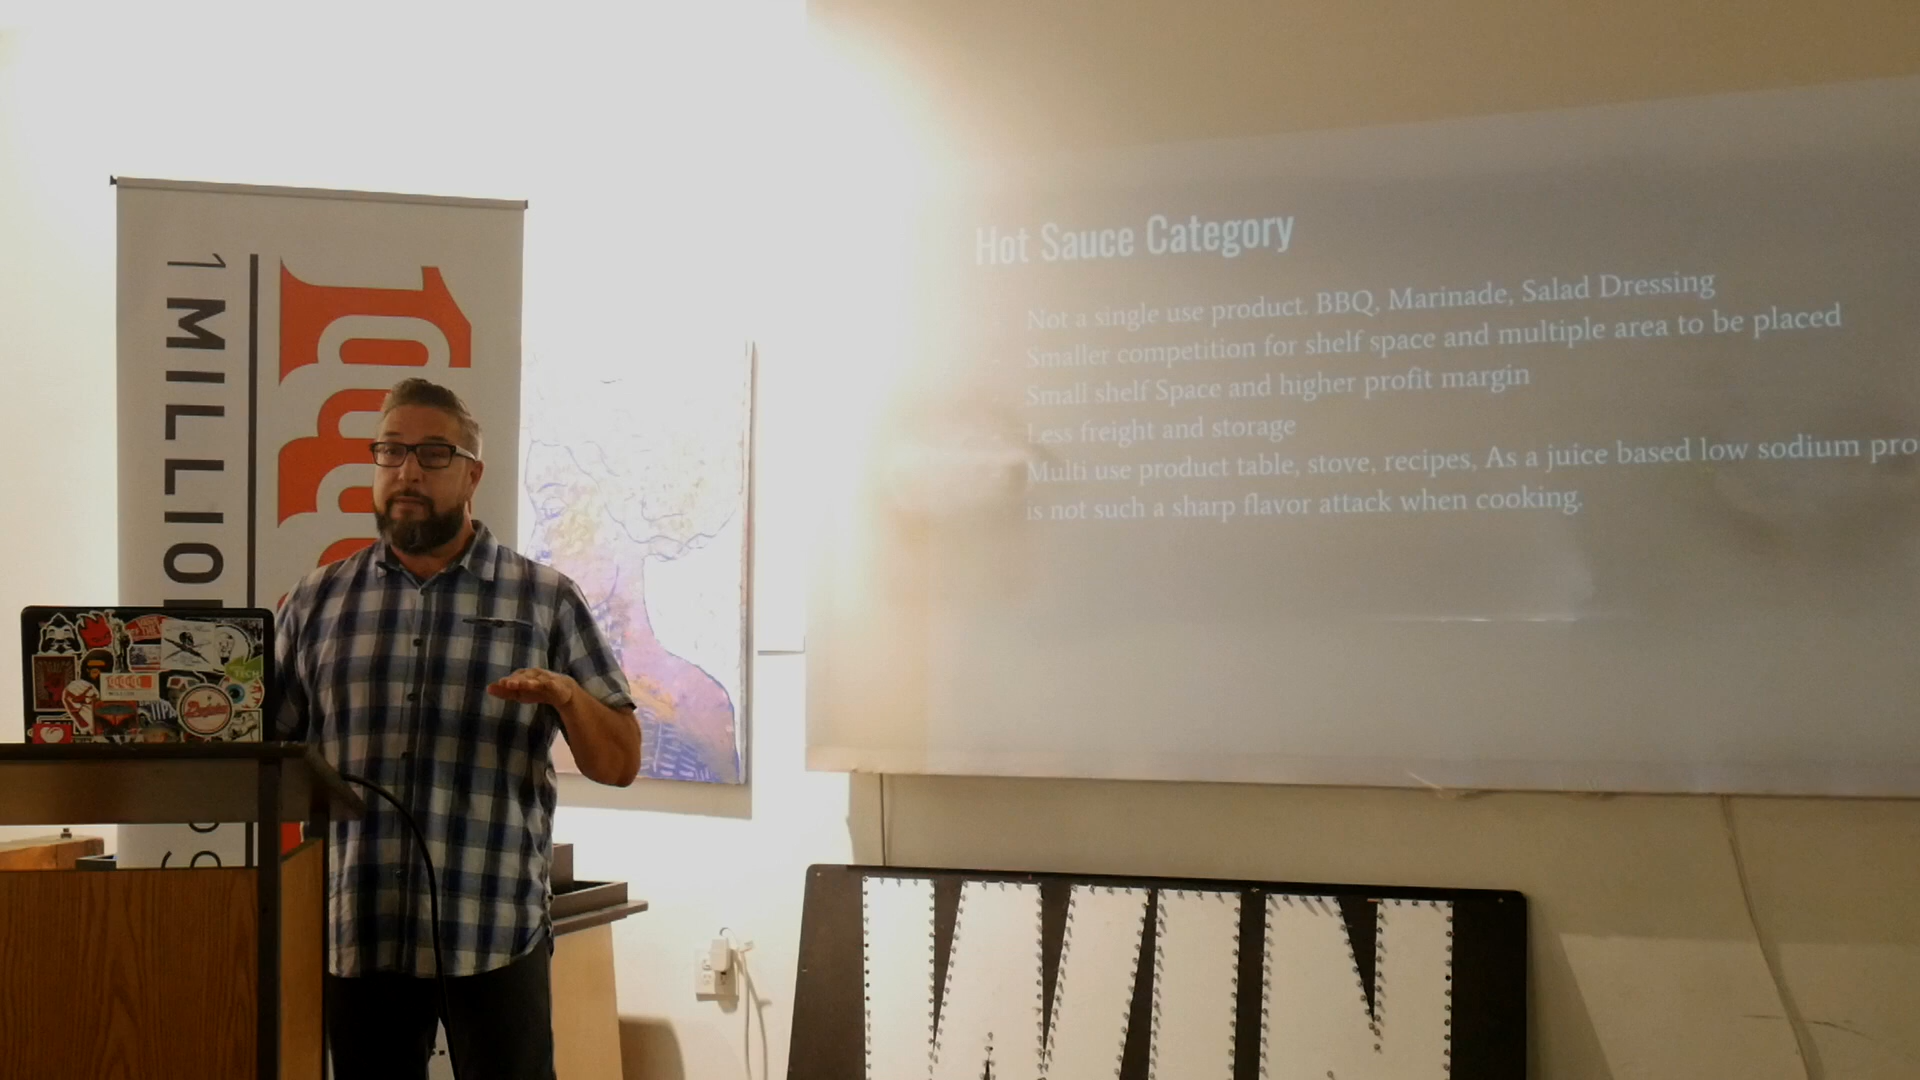 1 MILLIO
Hot Sauce Category
Not a single use product. BBQ, Marinade, Salad Dressing
Smaller competition for shelf space and multiple area to be placed
Small shelf Space and higher profit margin
Less freight and storage
Multi use product table, stove, recipes, As a juice based low sodium pro
is not such a sharp flavor attack when cooking.
TECH